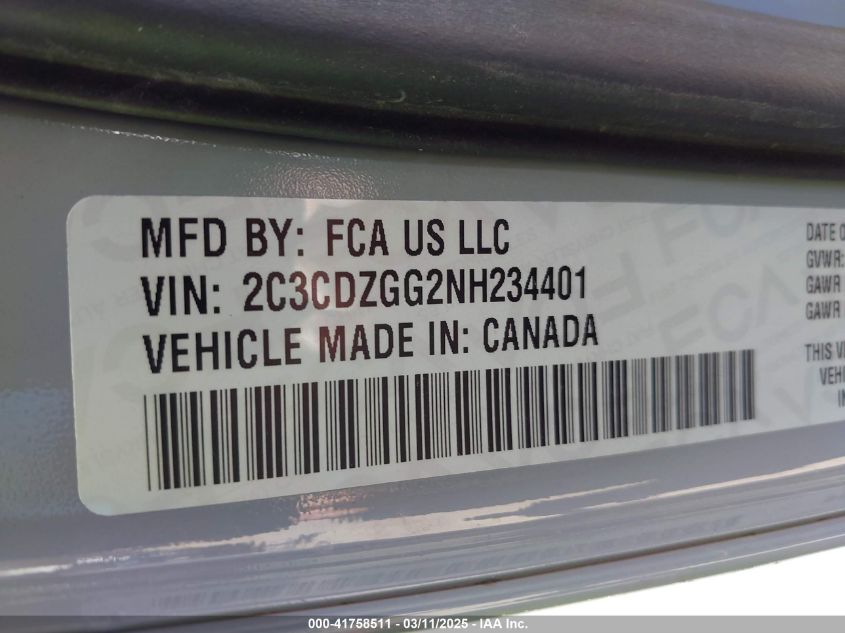 MFD BY: FCA US LLC
VIN: 2C3CDZGG2NH234401
VEHICLE MADE IN: CANADA
DATE O
GVWR:
GAWR
GAWR
THIS V
VEHI
IN
000-41758511 - 03/11/2025 - IAA Inc.